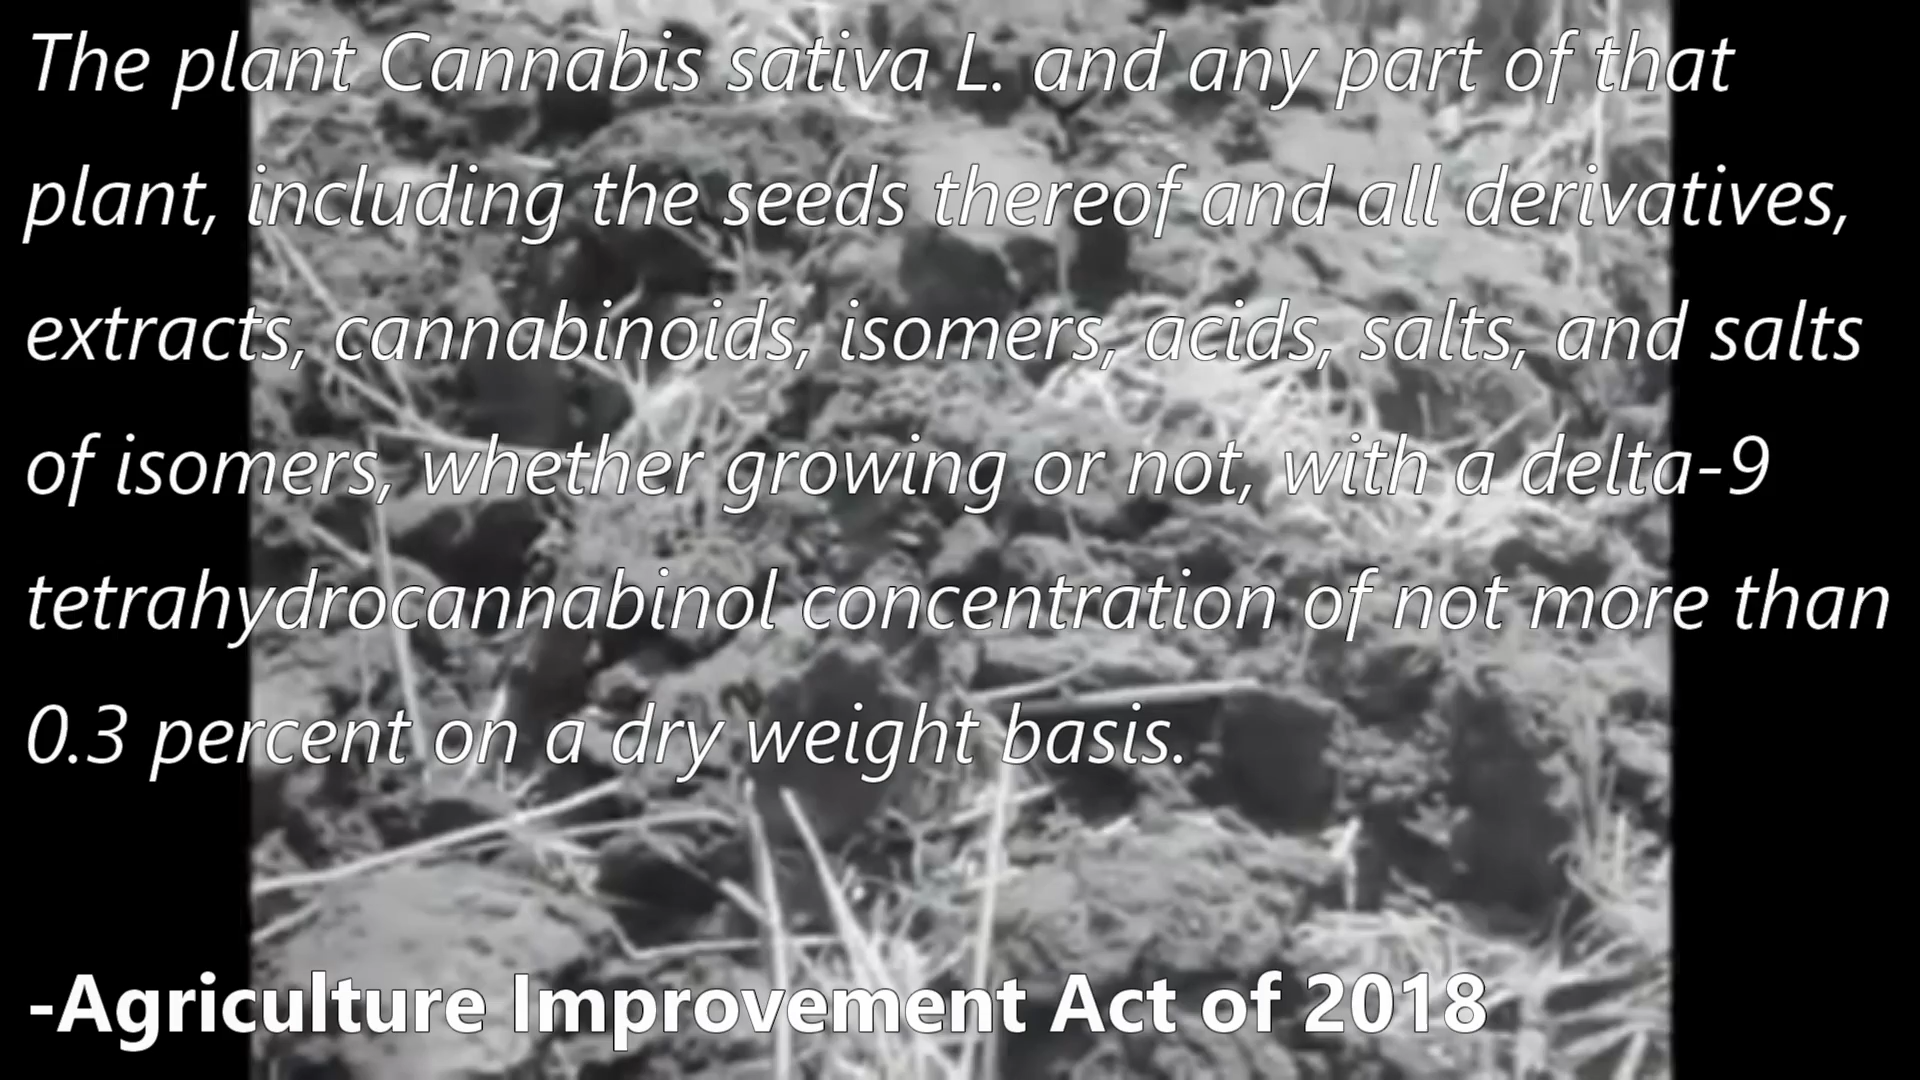 The plant Cannabis sativa L. and any part of that
plant, including the seeds thereof and all derivatives,
extracts, cannabinoids, isomers, acids, salts, and salts
of isomers, whether growing or not, with a delta-9
tetrahydrocannabinol concentration of not more than
0.3 percent on a dry weight basis.
-Agriculture Improvement Act of 2018